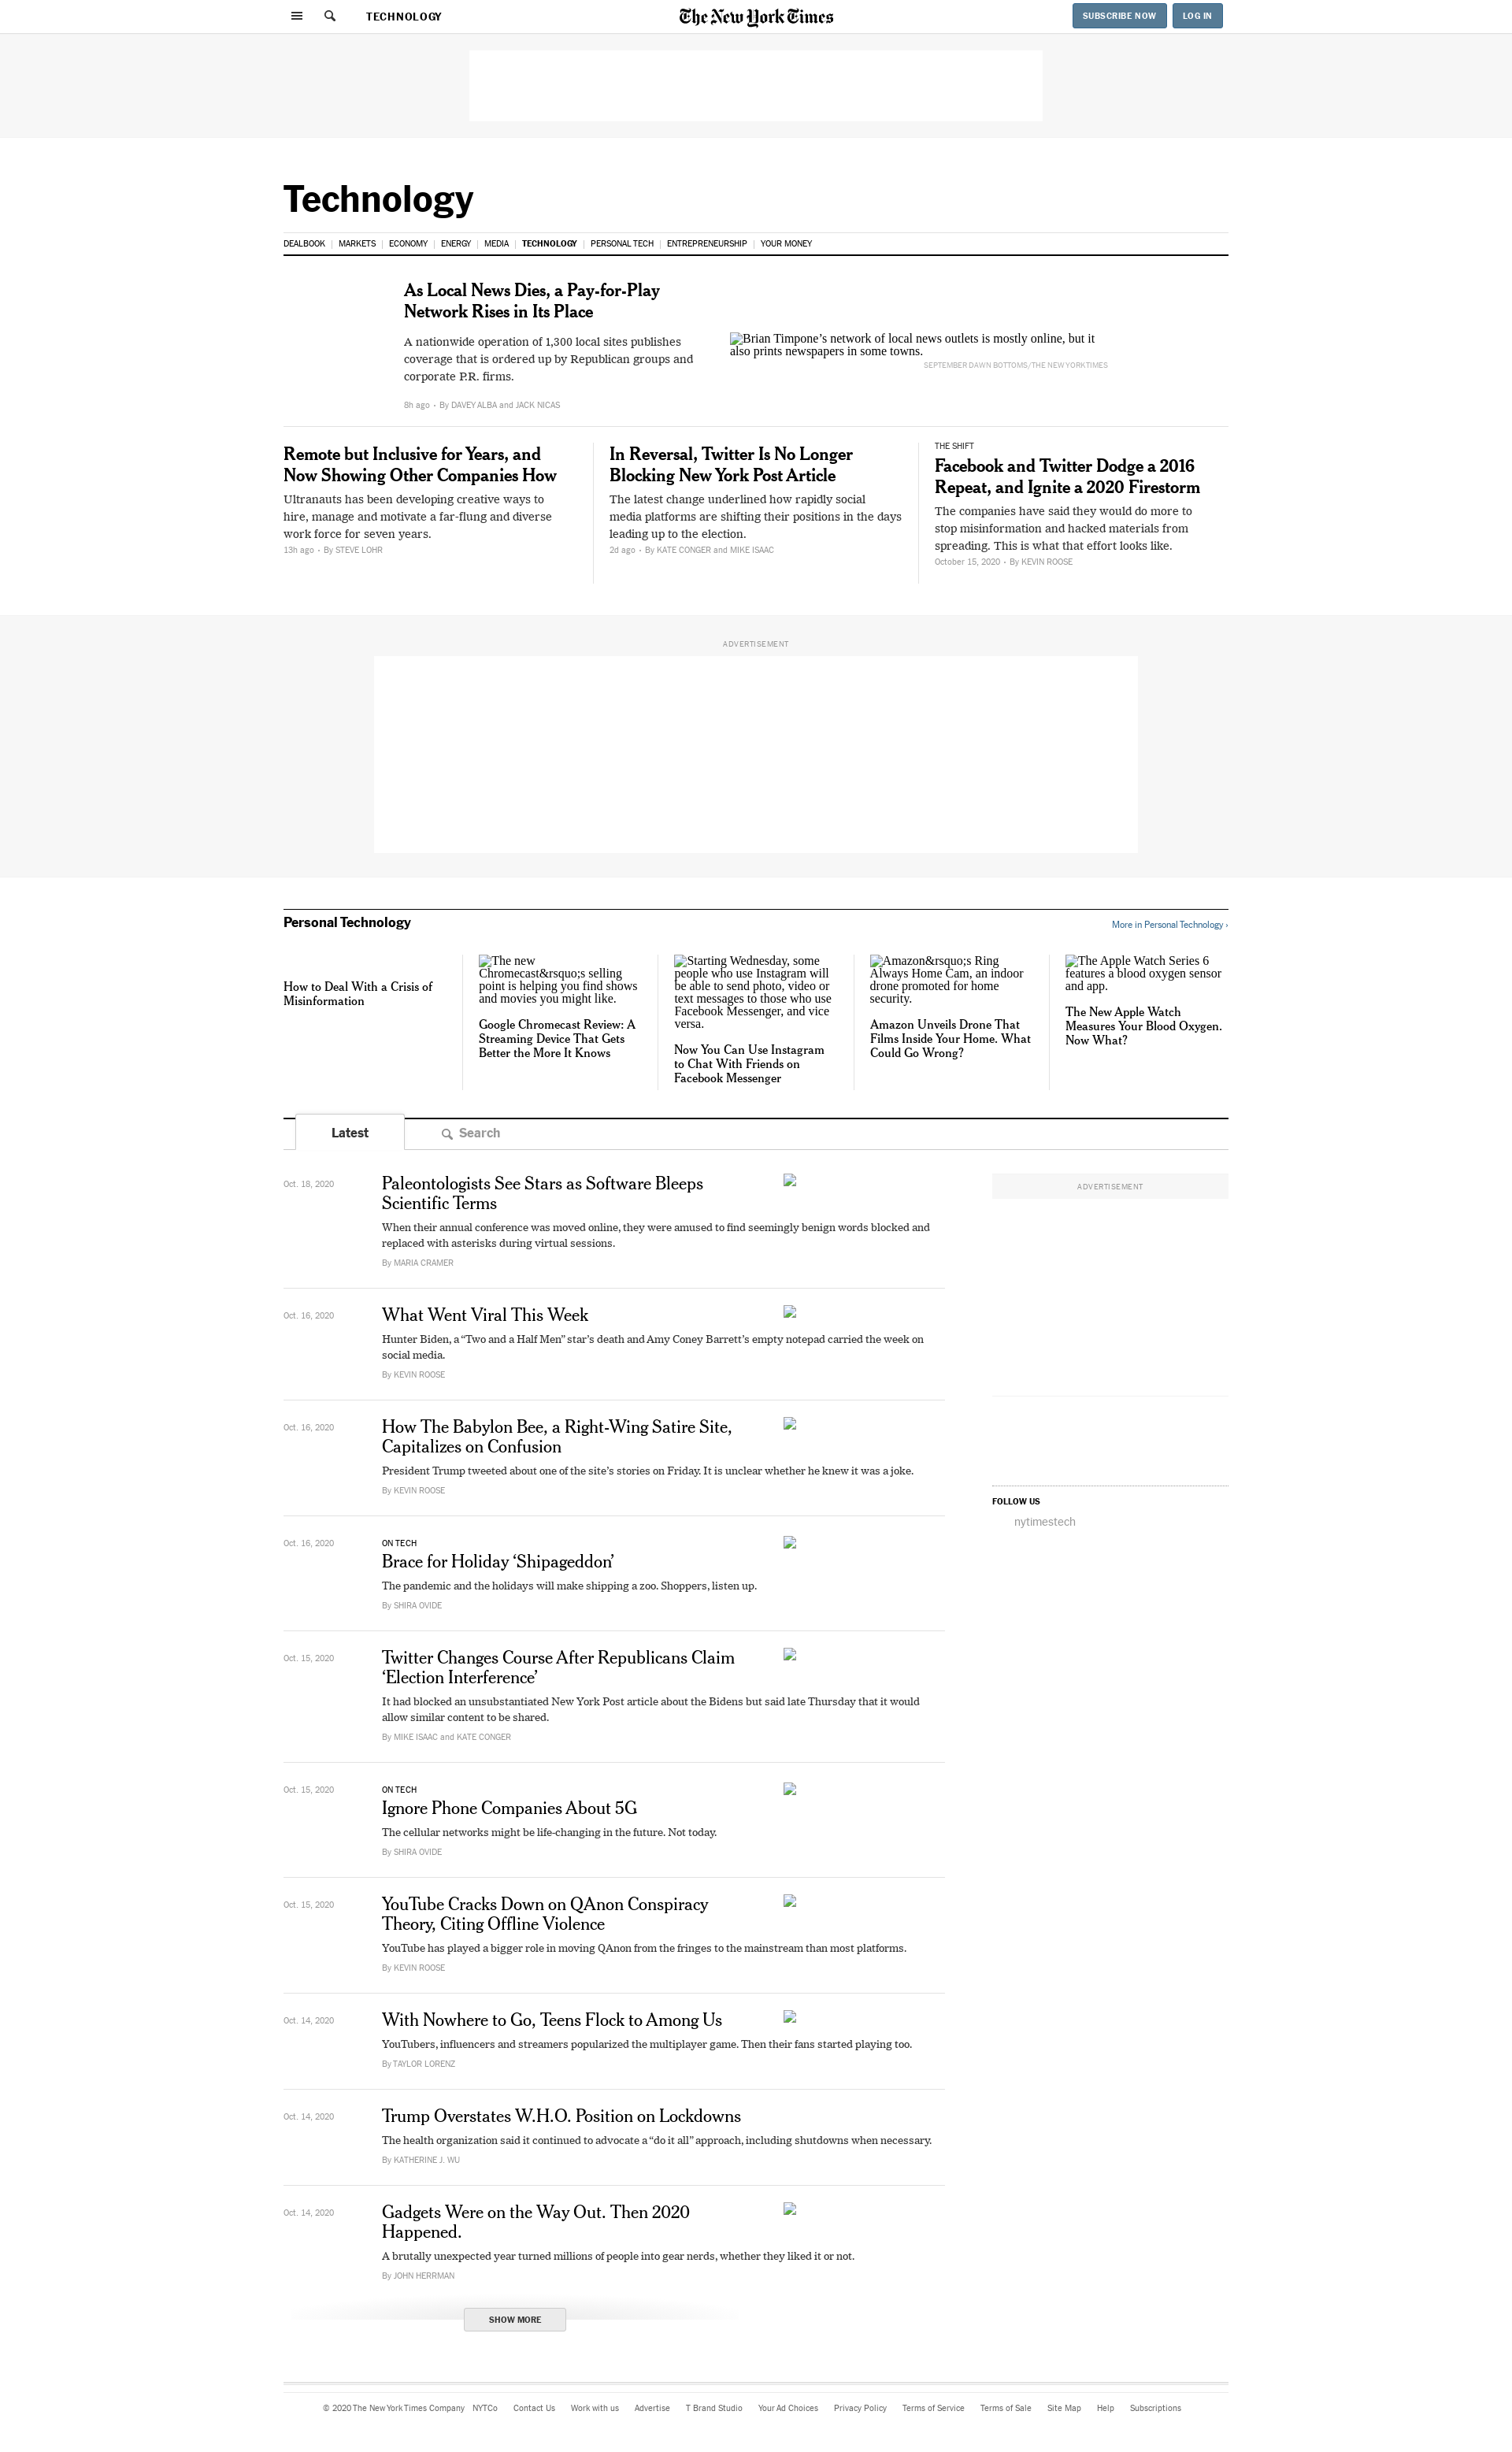 TECHNOLOGY
The New York Times
SUBSCRIBE NOW
LOG IN
Technology
DEALBOOK | MARKETS | ECONOMY | ENERGY | MEDIA | TECHNOLOGY | PERSONAL TECH | ENTREPRENEURSHIP | YOUR MONEY
As Local News Dies, a Pay-for-Play
Network Rises in Its Place
A nationwide operation of 1,300 local sites publishes
coverage that is ordered up by Republican groups and
corporate P.R. firms.
8h ago • By DAVEY ALBA and JACK NICAS
Brian Timpone’s network of local news outlets is mostly online, but it
also prints newspapers in some towns.
SEPTEMBER DAWN BOTTOMS/THE NEW YORK TIMES
Remote but Inclusive for Years, and
Now Showing Other Companies How
Ultranauts has been developing creative ways to
hire, manage and motivate a far-flung and diverse
work force for seven years.
13h ago • By STEVE LOHR
In Reversal, Twitter Is No Longer
Blocking New York Post Article
The latest change underlined how rapidly social
media platforms are shifting their positions in the days
leading up to the election.
2d ago • By KATE CONGER and MIKE ISAAC
THE SHIFT
Facebook and Twitter Dodge a 2016
Repeat, and Ignite a 2020 Firestorm
The companies have said they would do more to
stop misinformation and hacked materials from
spreading. This is what that effort looks like.
October 15, 2020 • By KEVIN ROOSE
ADVERTISEMENT
Personal Technology
More in Personal Technology ›
How to Deal With a Crisis of
Misinformation
The new
Chromecast&rsquo;s selling
point is helping you find shows
and movies you might like.
Google Chromecast Review: A
Streaming Device That Gets
Better the More It Knows
Starting Wednesday, some
people who use Instagram will
be able to send photo, video or
text messages to those who use
Facebook Messenger, and vice
versa.
Now You Can Use Instagram
to Chat With Friends on
Facebook Messenger
Amazon&rsquo;s Ring
Always Home Cam, an indoor
drone promoted for home
security.
Amazon Unveils Drone That
Films Inside Your Home. What
Could Go Wrong?
The Apple Watch Series 6
features a blood oxygen sensor
and app.
The New Apple Watch
Measures Your Blood Oxygen.
Now What?
Latest
Search
Oct. 18, 2020
Paleontologists See Stars as Software Bleeps
Scientific Terms
When their annual conference was moved online, they were amused to find seemingly benign words blocked and
replaced with asterisks during virtual sessions.
By MARIA CRAMER
ADVERTISEMENT
Oct. 16, 2020
What Went Viral This Week
Hunter Biden, a “Two and a Half Men” star’s death and Amy Coney Barrett’s empty notepad carried the week on
social media.
By KEVIN ROOSE
Oct. 16, 2020
How The Babylon Bee, a Right-Wing Satire Site,
Capitalizes on Confusion
President Trump tweeted about one of the site’s stories on Friday. It is unclear whether he knew it was a joke.
By KEVIN ROOSE
FOLLOW US
nytimestech
Oct. 16, 2020
ON TECH
Brace for Holiday ‘Shipageddon’
The pandemic and the holidays will make shipping a zoo. Shoppers, listen up.
By SHIRA OVIDE
Oct. 15, 2020
Twitter Changes Course After Republicans Claim
‘Election Interference’
It had blocked an unsubstantiated New York Post article about the Bidens but said late Thursday that it would
allow similar content to be shared.
By MIKE ISAAC and KATE CONGER
Oct. 15, 2020
ON TECH
Ignore Phone Companies About 5G
The cellular networks might be life-changing in the future. Not today.
By SHIRA OVIDE
Oct. 15, 2020
YouTube Cracks Down on QAnon Conspiracy
Theory, Citing Offline Violence
YouTube has played a bigger role in moving QAnon from the fringes to the mainstream than most platforms.
By KEVIN ROOSE
Oct. 14, 2020
With Nowhere to Go, Teens Flock to Among Us
YouTubers, influencers and streamers popularized the multiplayer game. Then their fans started playing too.
By TAYLOR LORENZ
Oct. 14, 2020
Trump Overstates W.H.O. Position on Lockdowns
The health organization said it continued to advocate a “do it all” approach, including shutdowns when necessary.
By KATHERINE J. WU
Oct. 14, 2020
Gadgets Were on the Way Out. Then 2020
Happened.
A brutally unexpected year turned millions of people into gear nerds, whether they liked it or not.
By JOHN HERRMAN
SHOW MORE
© 2020 The New York Times Company NYTCo Contact Us Work with us Advertise T Brand Studio Your Ad Choices Privacy Policy Terms of Service Terms of Sale Site Map Help Subscriptions